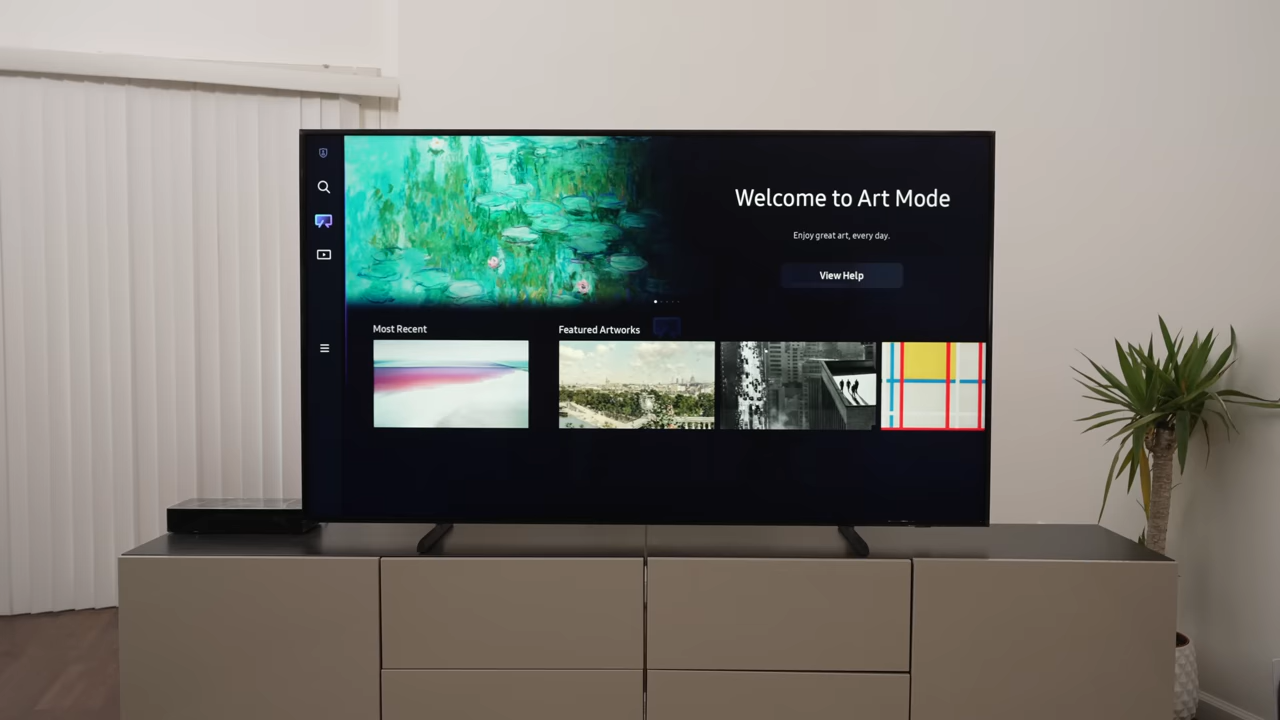 Welcome to Art Mode
Enjoy great art, every day.
View Help
Most Recent
Featured Artworks